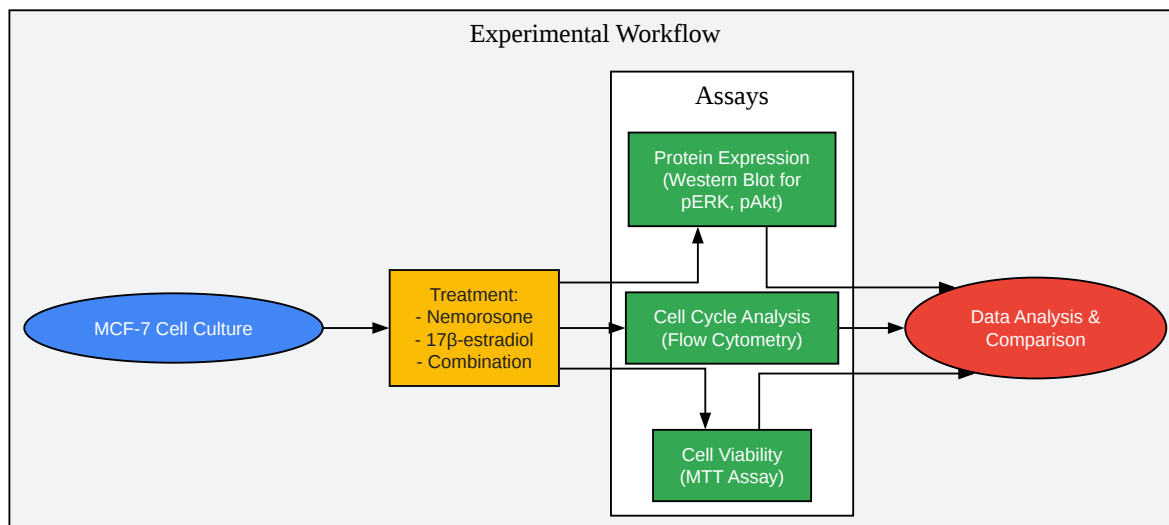 Experimental Workflow
Assays
Protein Expression
(Western Blot for
pERK, pAkt)
MCF-7 Cell Culture
Treatment:
- Nemorosone
- 17β-estradiol
- Combination
Cell Cycle Analysis
(Flow Cytometry)
Data Analysis &
Comparison
Cell Viability
(MTT Assay)